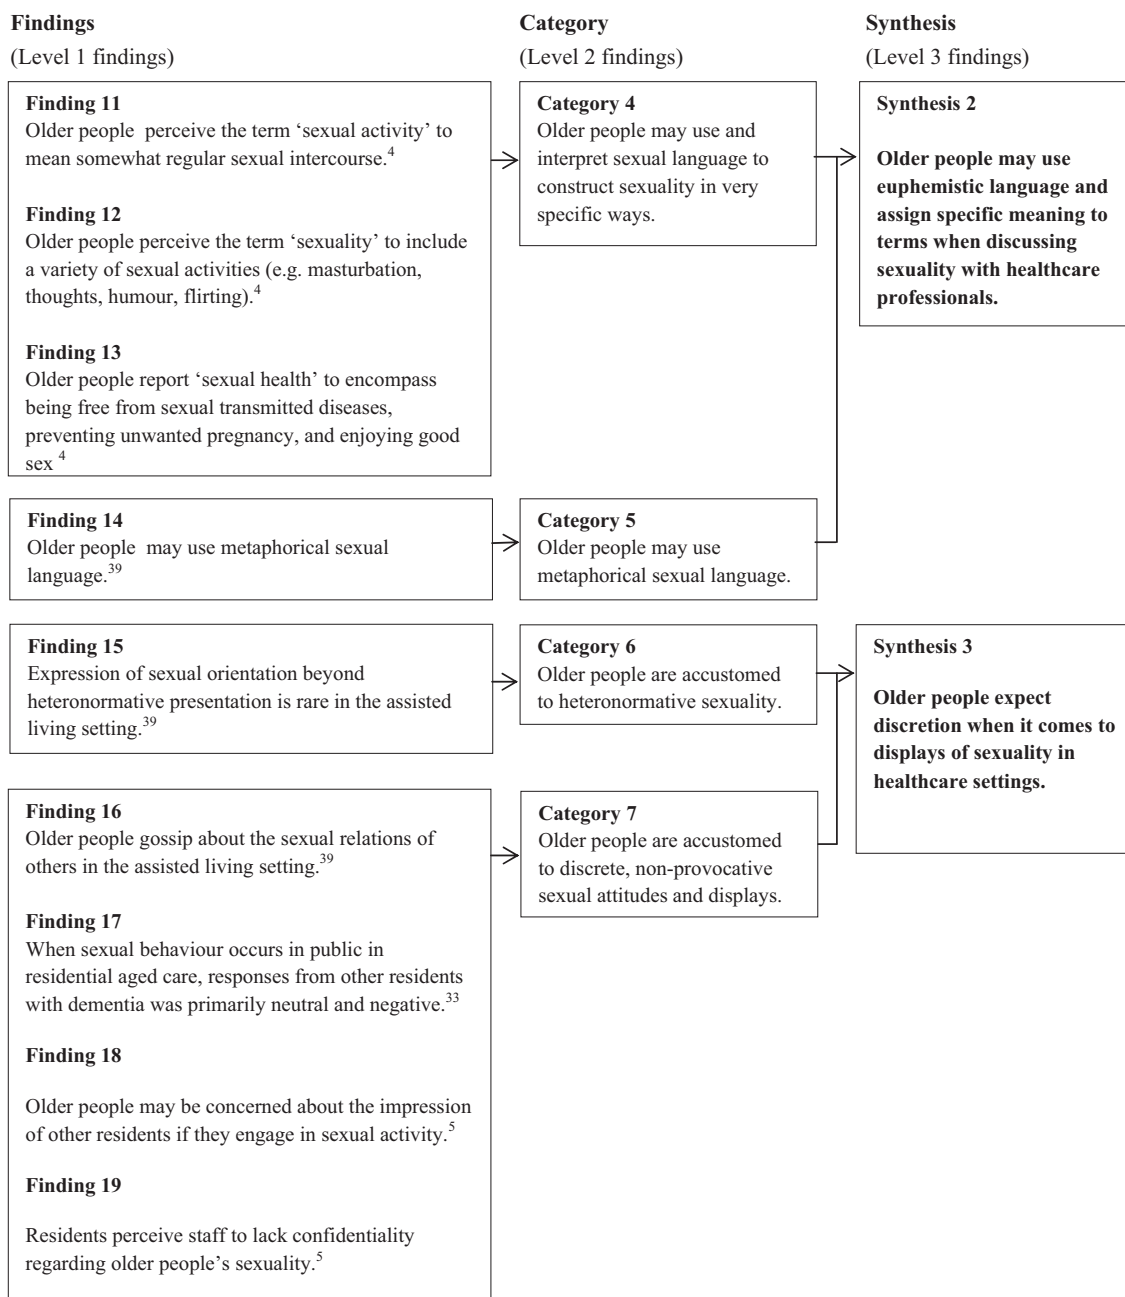 Findings
(Level 1 findings)
Category
(Level 2 findings)
Synthesis
(Level 3 findings)
Finding 11
Older people perceive the term ‘sexual activity’ to
mean somewhat regular sexual intercourse.4
Finding 12
Older people perceive the term ‘sexuality’ to include
a variety of sexual activities (e.g. masturbation,
thoughts, humour, flirting).4
Finding 13
Older people report ‘sexual health’ to encompass
being free from sexual transmitted diseases,
preventing unwanted pregnancy, and enjoying good
sex 4
Category 4
Older people may use and
interpret sexual language to
construct sexuality in very
specific ways.
Synthesis 2
Older people may use
euphemistic language and
assign specific meaning to
terms when discussing
sexuality with healthcare
professionals.
Finding 14
Older people may use metaphorical sexual
language.39
Category 5
Older people may use
metaphorical sexual language.
Finding 15
Expression of sexual orientation beyond
heteronormative presentation is rare in the assisted
living setting.39
Category 6
Older people are accustomed
to heteronormative sexuality.
Synthesis 3
Older people expect
discretion when it comes to
displays of sexuality in
healthcare settings.
Finding 16
Older people gossip about the sexual relations of
others in the assisted living setting.39
Finding 17
When sexual behaviour occurs in public in
residential aged care, responses from other residents
with dementia was primarily neutral and negative.33
Finding 18
Older people may be concerned about the impression
of other residents if they engage in sexual activity.5
Finding 19
Residents perceive staff to lack confidentiality
regarding older people’s sexuality.5
Category 7
Older people are accustomed
to discrete, non-provocative
sexual attitudes and displays.